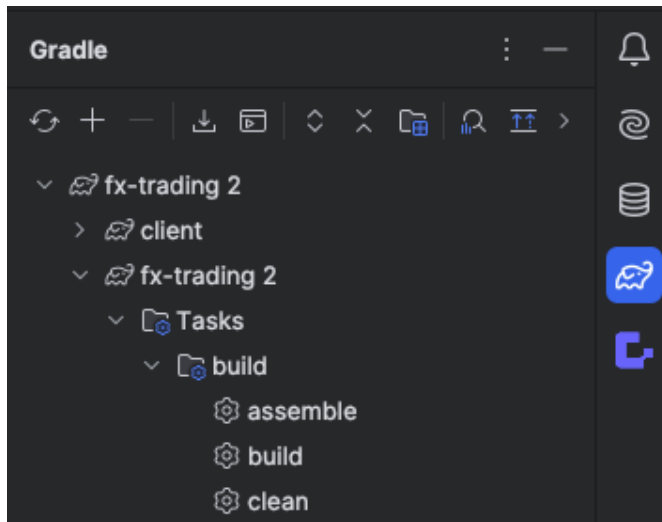 Gradle
fx-trading 2
client
fx-trading 2
Tasks
build
assemble
build
clean